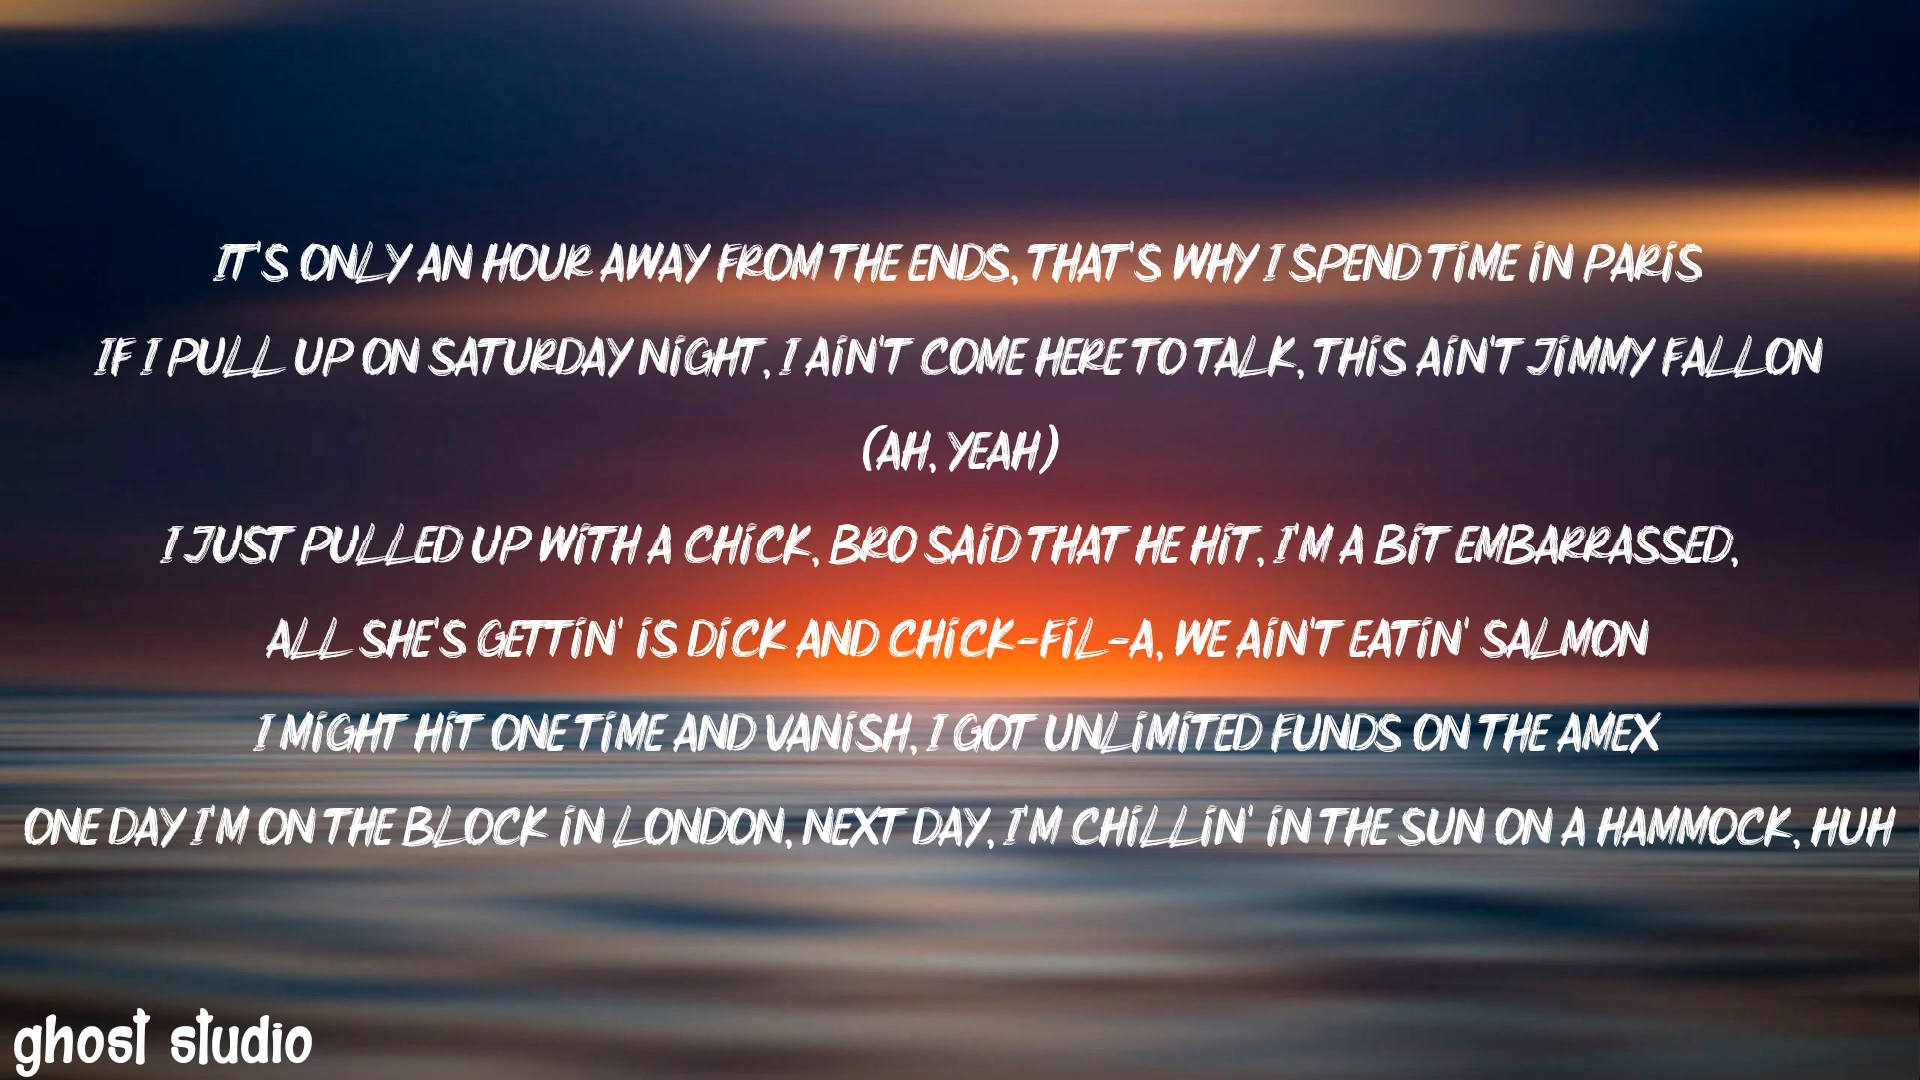 IT'S ONLY AN HOUR AWAY FROM THE ENDS, THAT'S WHY I SPEND TIME IN PARIS
IF I PULL UP ON SATURDAY NIGHT, I AIN'T COME HERE TO TALK, THIS AIN'T JIMMY FALLON
(AH, YEAH)
I JUST PULLED UP WITH A CHICK, BRO SAID THAT HE HIT, I'M A BIT EMBARRASSED,
ALL SHE'S GETTIN' IS DICK AND CHICK-FIL-A, WE AIN'T EATIN' SALMON
I MIGHT HIT ONE TIME AND VANISH, I GOT UNLIMITED FUNDS ON THE AMEX
ONE DAY I'M ON THE BLOCK IN LONDON, NEXT DAY, I'M CHILLIN' IN THE SUN ON A HAMMOCK, HUH
ghost studio